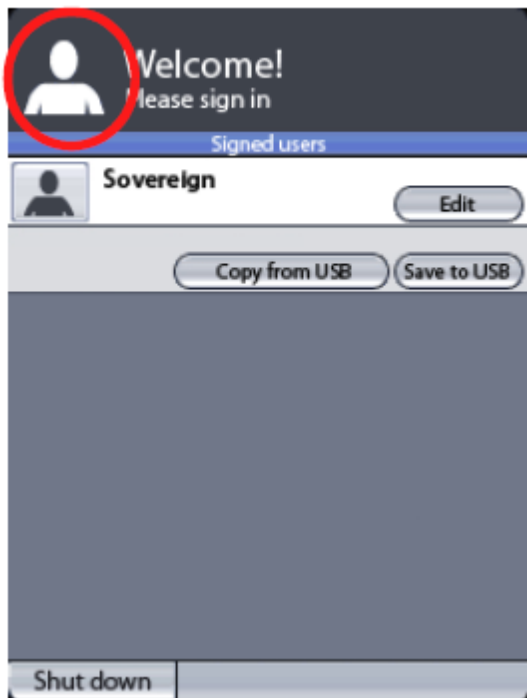 Welcome!
Please sign in
Signed users
Sovereign
Edit
Copy from USB
Save to USB
Shut down